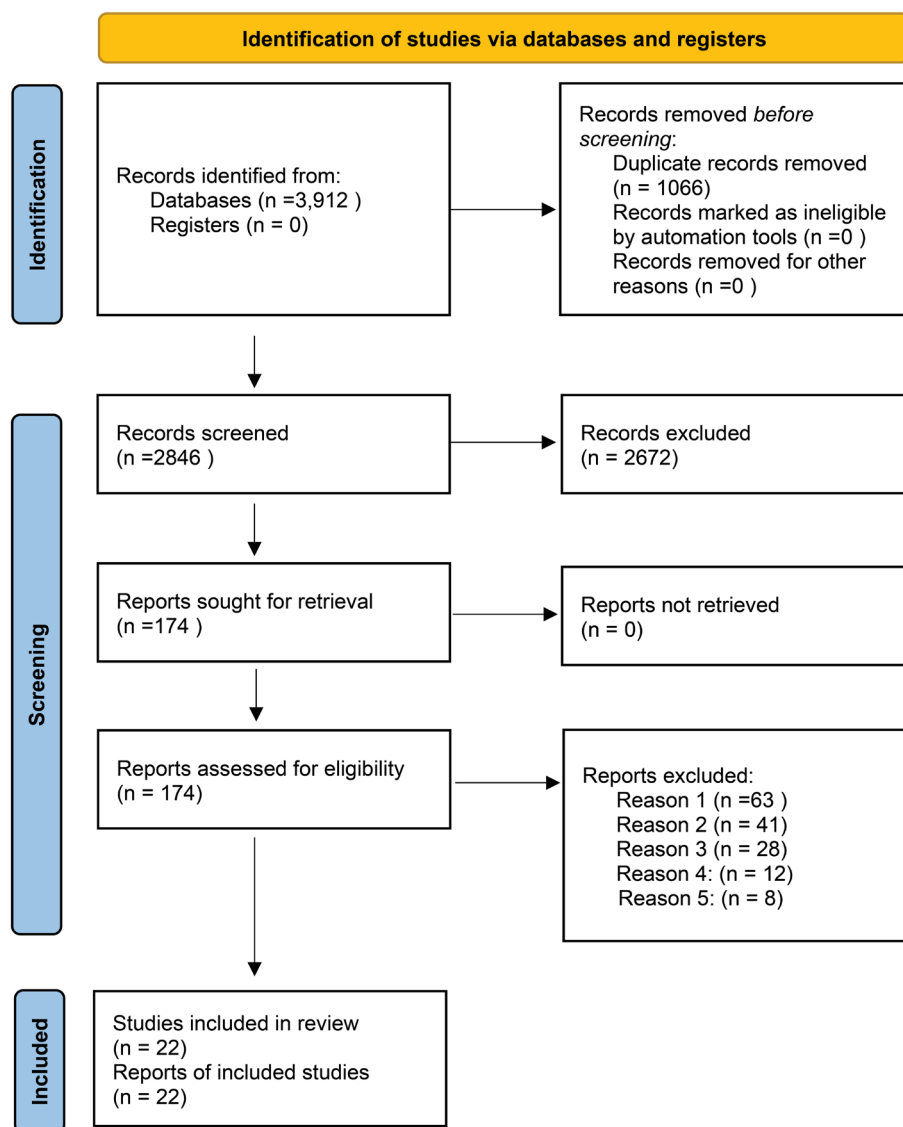 Identification of studies via databases and registers
Identification
Records identified from:
Databases (n =3,912 )
Registers (n = 0)
Records removed before
screening:
Duplicate records removed
(n = 1066)
Records marked as ineligible
by automation tools (n =0 )
Records removed for other
reasons (n =0 )
Screening
Records screened
(n =2846 )
Records excluded
(n = 2672)
Reports sought for retrieval
(n =174 )
Reports not retrieved
(n = 0)
Reports assessed for eligibility
(n = 174)
Reports excluded:
Reason 1 (n =63 )
Reason 2 (n = 41)
Reason 3 (n = 28)
Reason 4: (n = 12)
Reason 5: (n = 8)
Included
Studies included in review
(n = 22)
Reports of included studies
(n = 22)